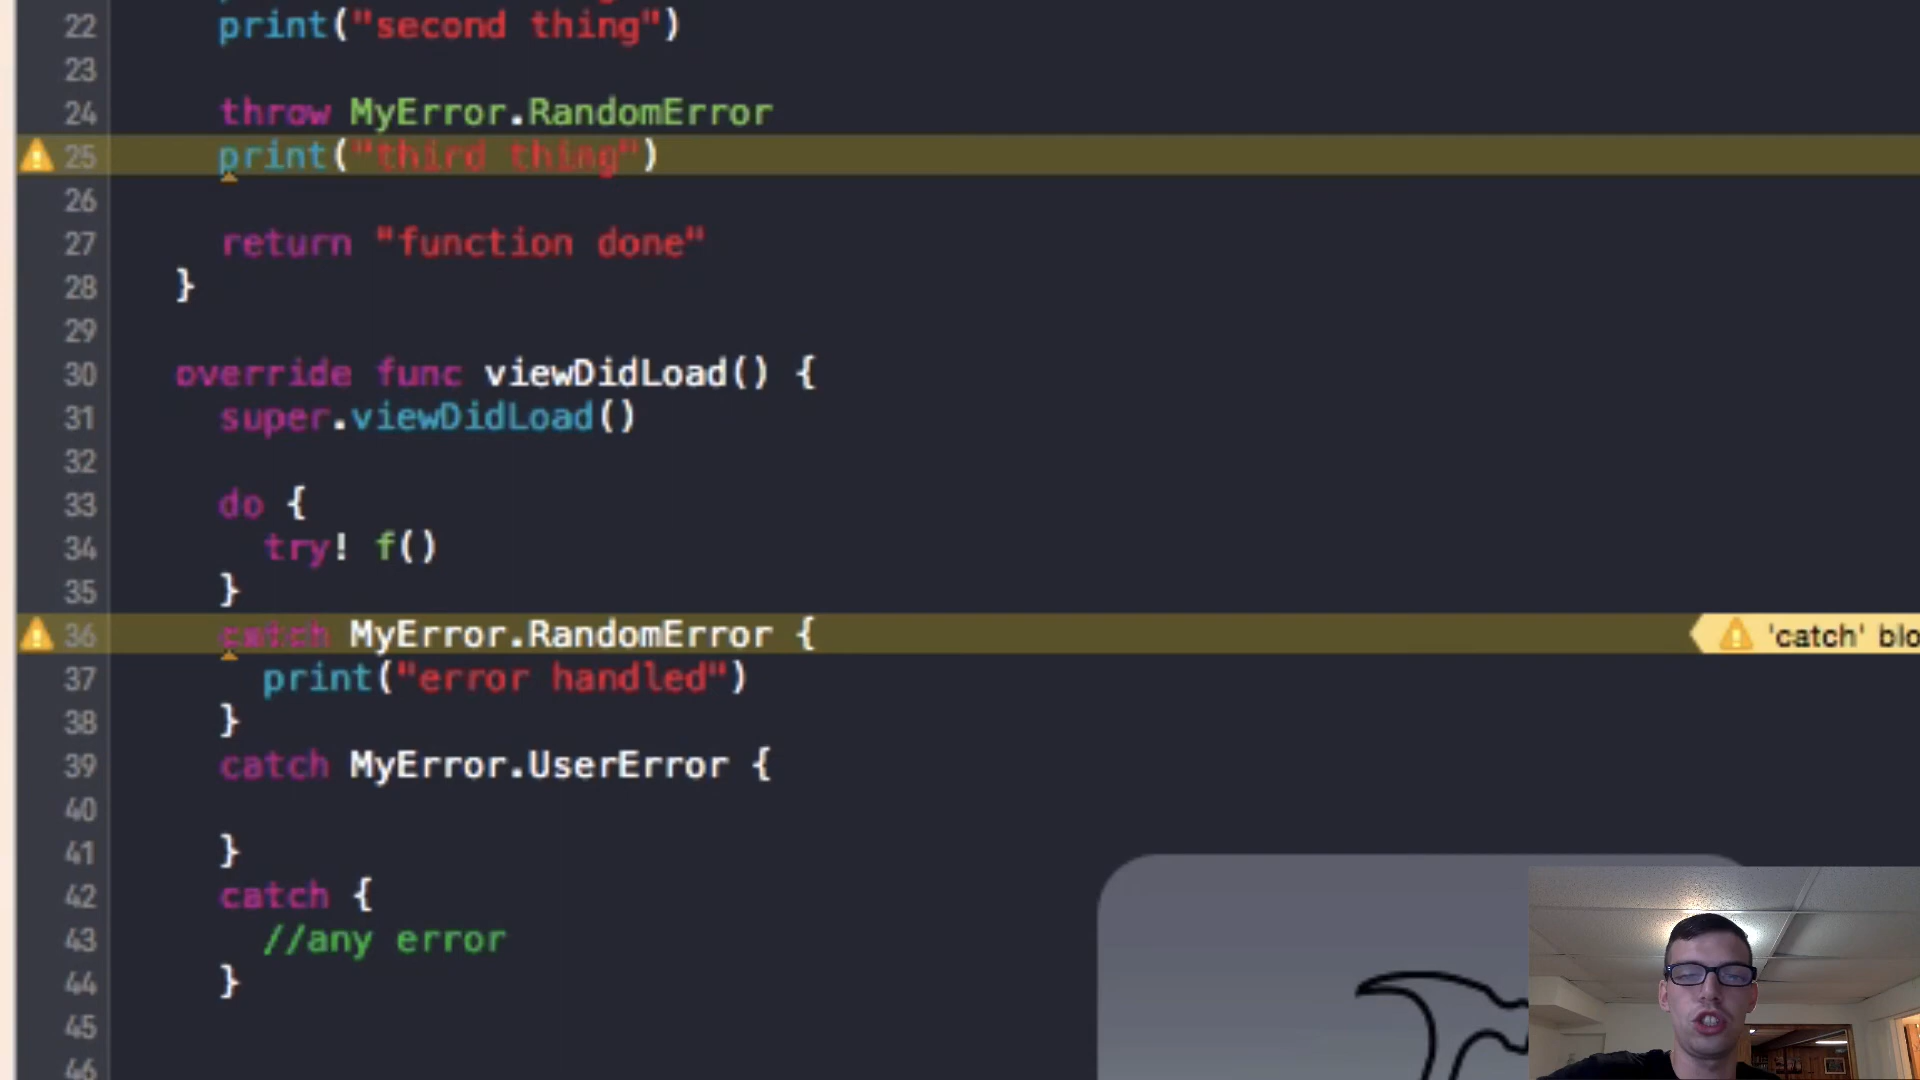 22 print("second thing")
23
24 throw MyError.RandomError
25 print("third thing")
26
27 return "function done"
28 }
29
30 override func viewDidLoad() {
31 super.viewDidLoad()
32
33 do {
34 try! f()
35 }
36 catch MyError.RandomError { 'catch' blo
37 print("error handled")
38 }
39 catch MyError.UserError {
40
41 }
42 catch {
43 //any error
44 }
45
46